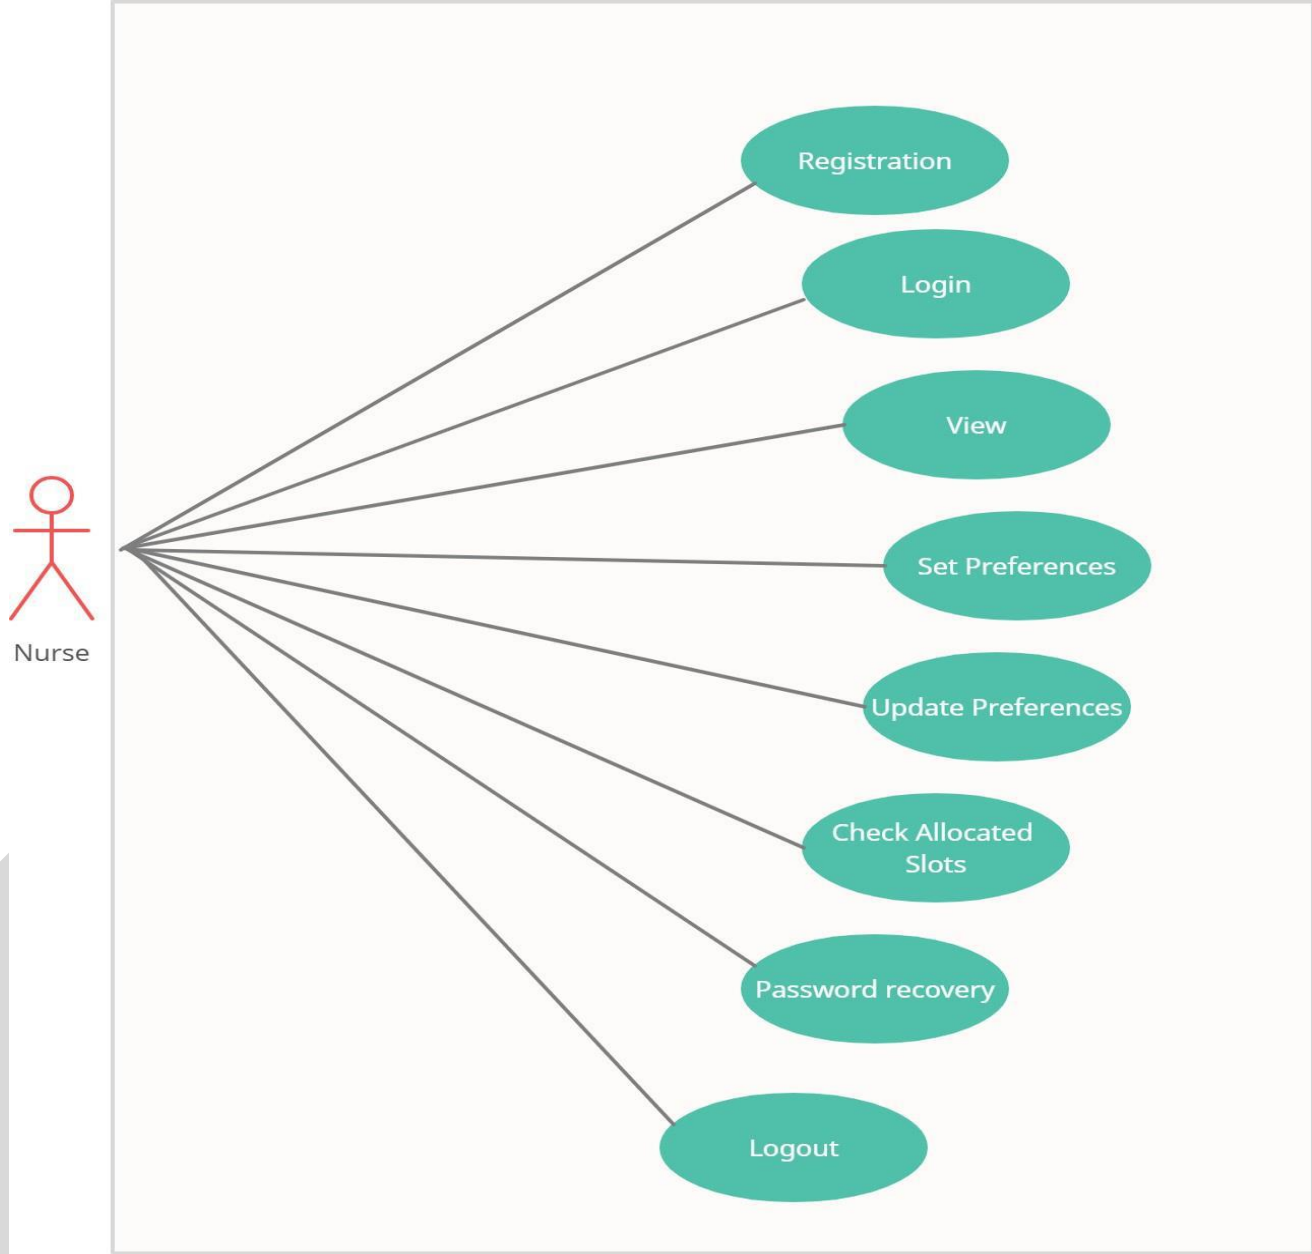 Registration
Login
View
Set Preferences
Nurse
Update Preferences
Check Allocated
Slots
Password recovery
Logout